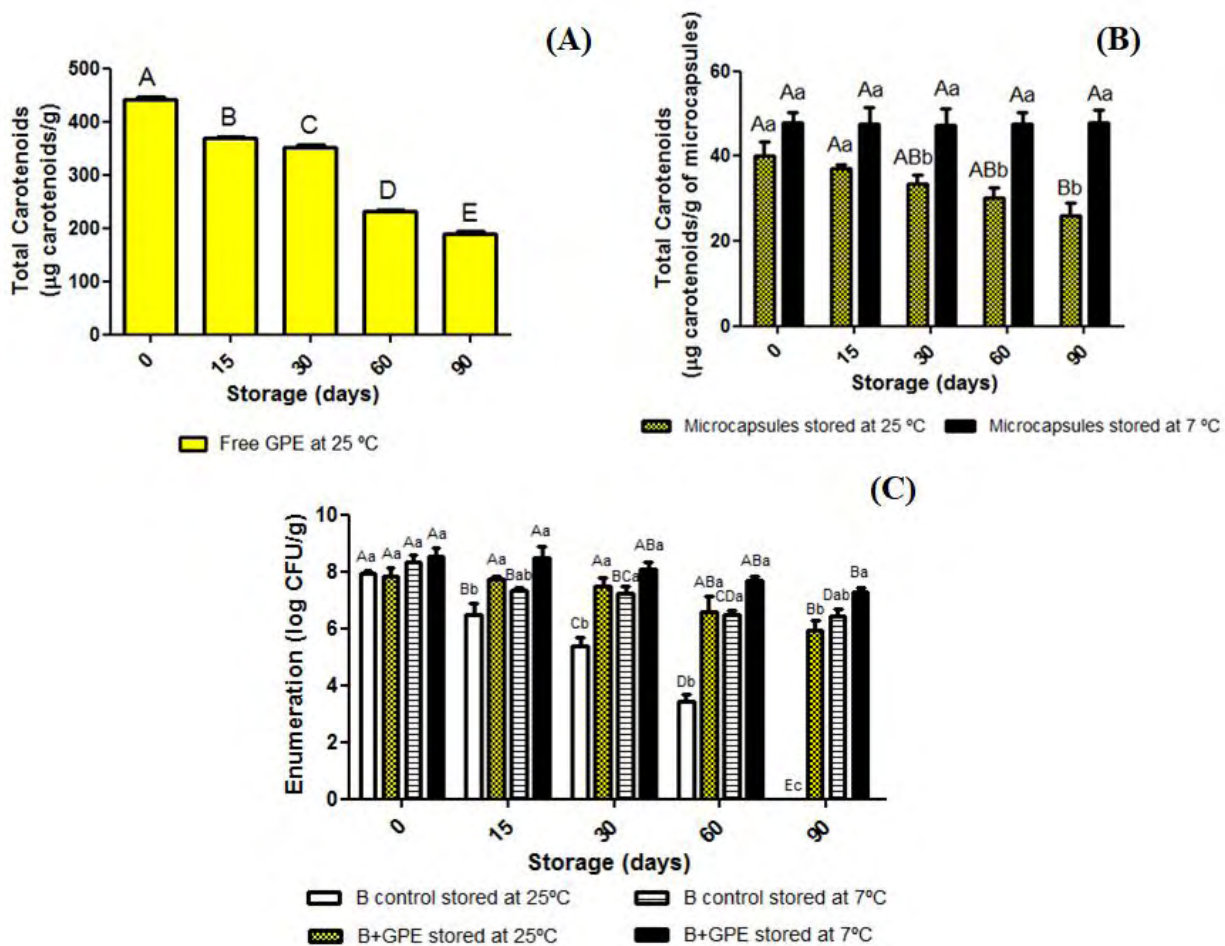 (A)
Total Carotenoids
(µg carotenoids/g)
500
400
300
200
100
0
A
B
C
D
E
0
15
30
60
90
Storage (days)
Free GPE at 25 ºC
(B)
Total Carotenoids
(µg carotenoids/g of microcapsules)
60
40
20
0
Aa Aa
Aa Aa
ABb Aa
ABb Aa
Bb Aa
0
15
30
60
90
Storage (days)
Microcapsules stored at 25 ºC
Microcapsules stored at 7 ºC
(C)
Enumeration (log CFU/g)
10
8
6
4
2
0
Aa Aa Aa Aa
Bb Aa Bab Aa
Cb Aa BCa ABa
Db ABa CDa ABa
Ec Bb Dab Ba
0
15
30
60
90
Storage (days)
B control stored at 25ºC
B control stored at 7ºC
B+GPE stored at 25ºC
B+GPE stored at 7ºC